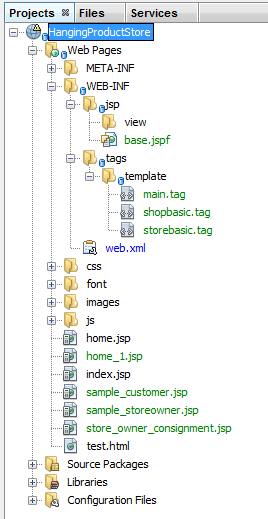 Projects Files Services
HangingProductStore
Web Pages
META-INF
WEB-INF
jsp
view
base.jspf
tags
template
main.tag
shopbasic.tag
storebasic.tag
web.xml
css
font
images
js
home.jsp
home_1.jsp
index.jsp
sample_customer.jsp
sample_storeowner.jsp
store_owner_consignment.jsp
test.html
Source Packages
Libraries
Configuration Files